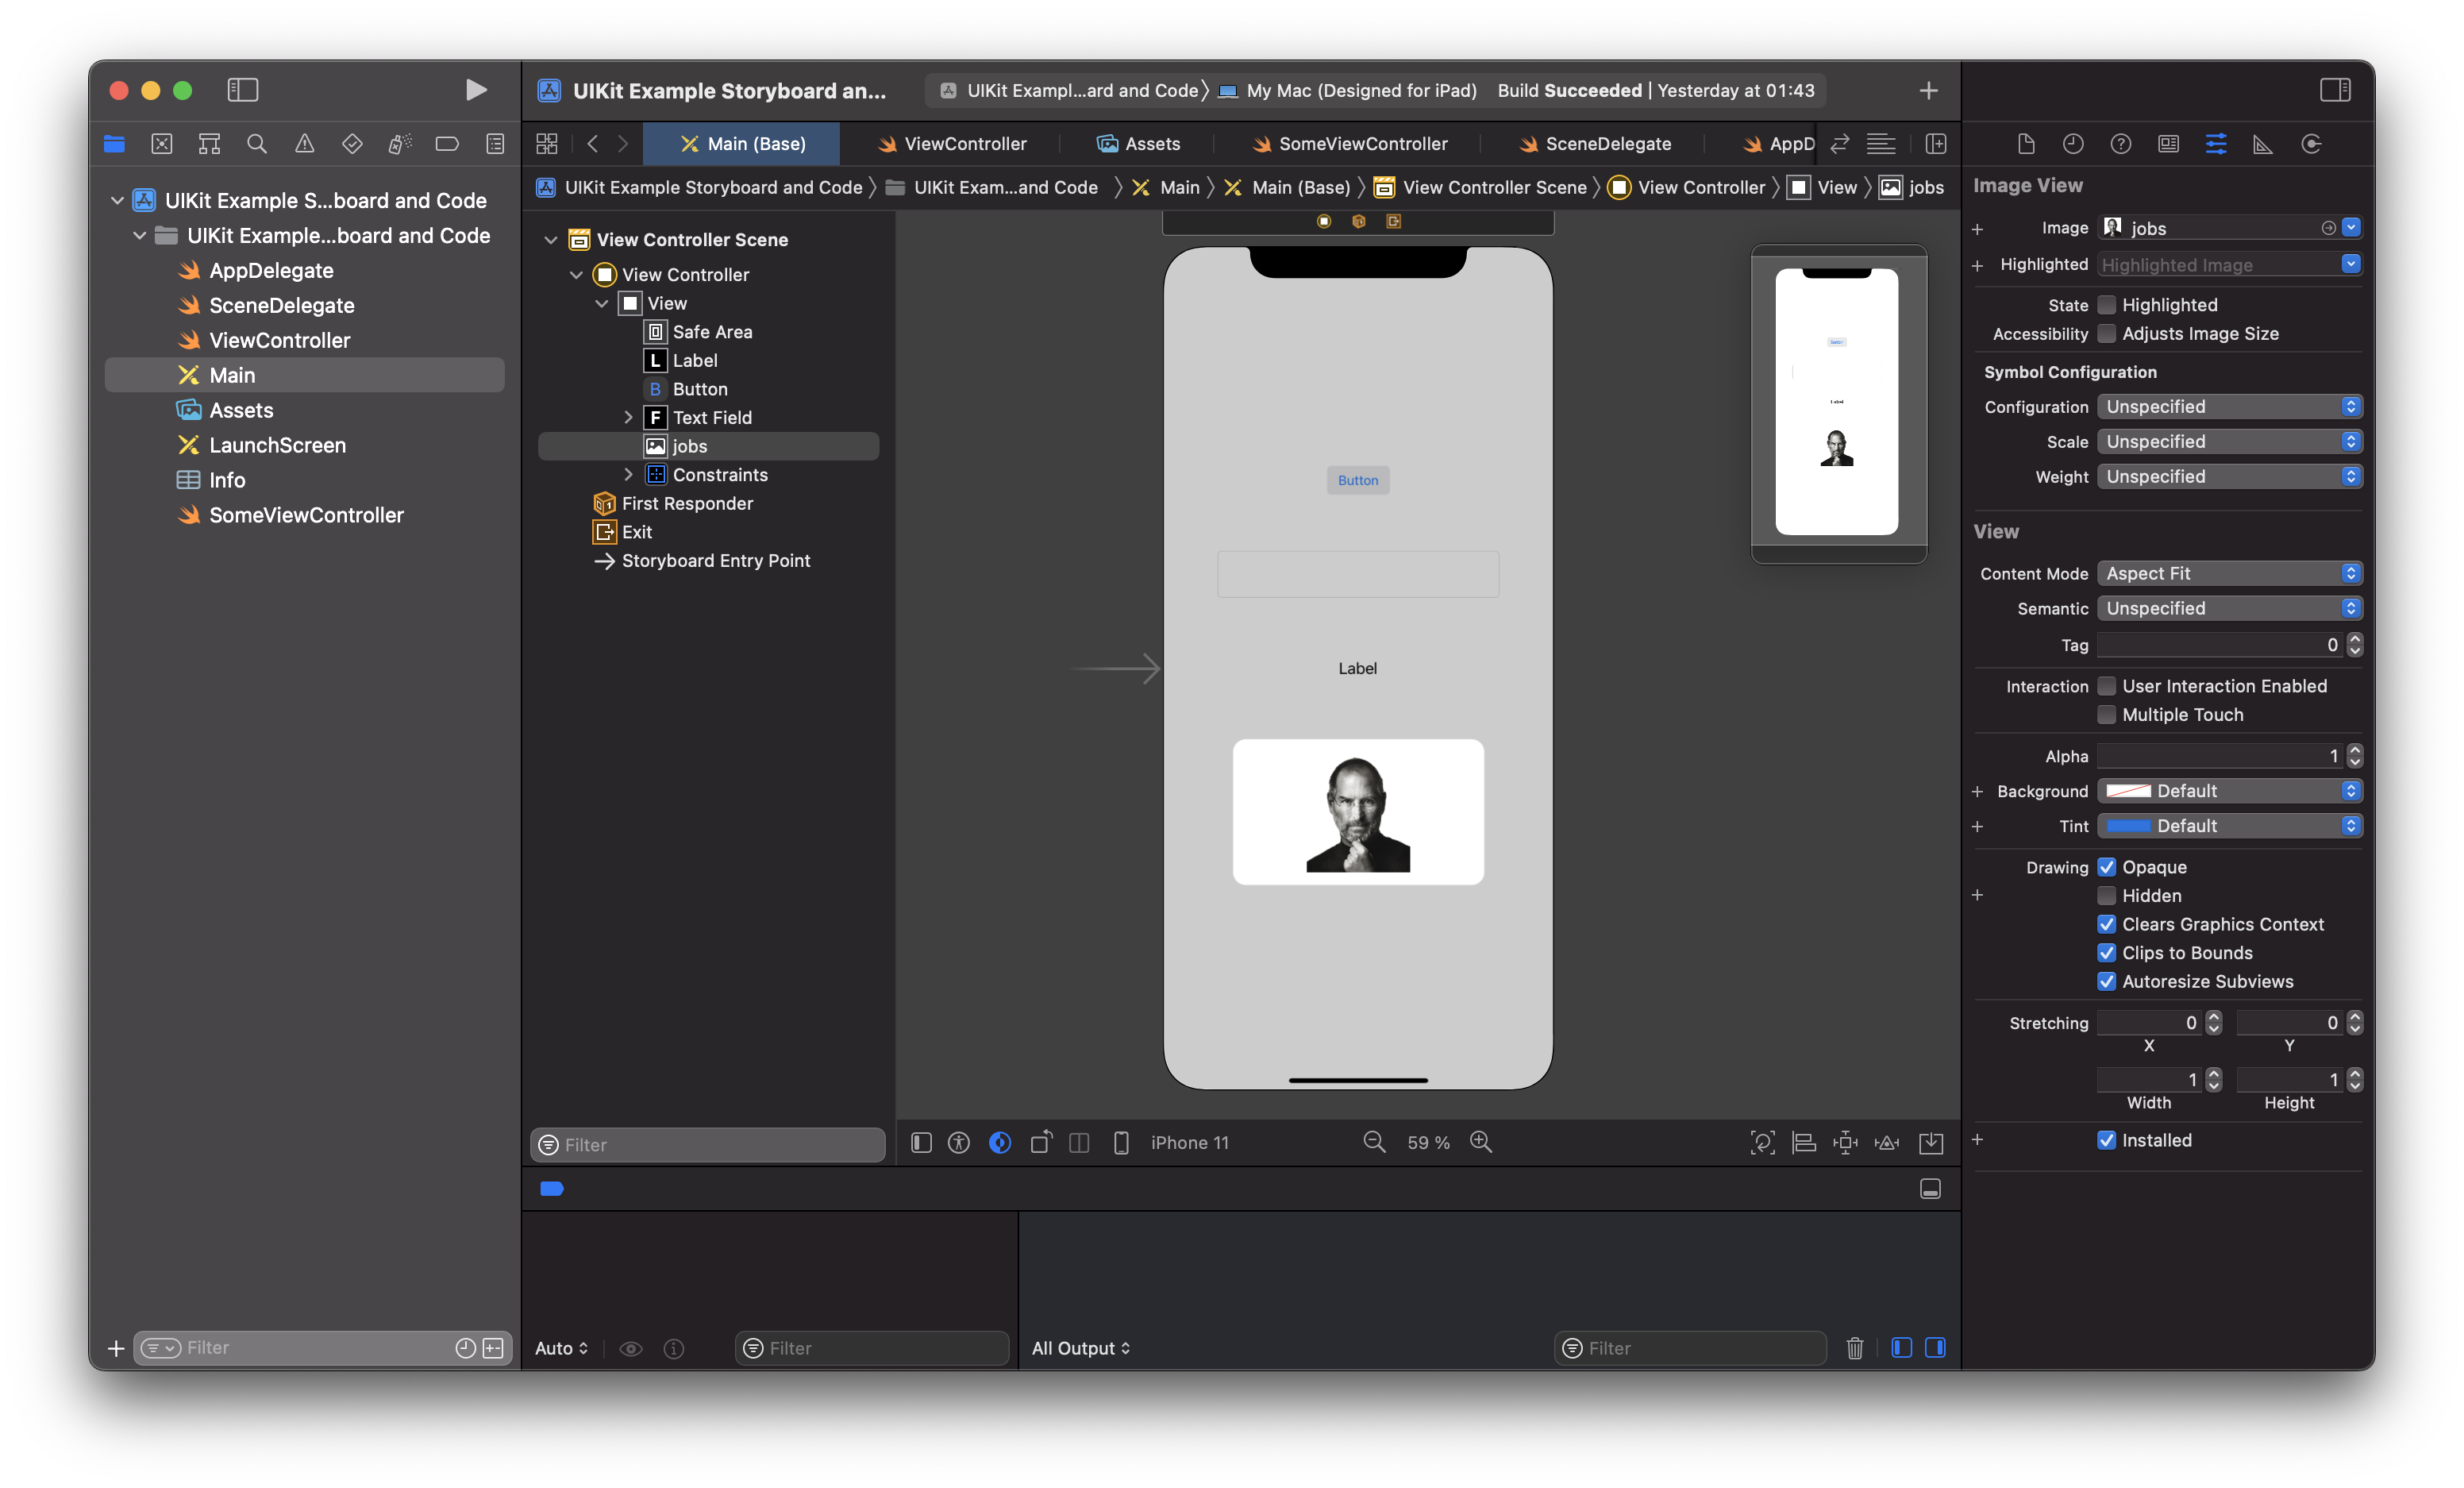 UIKit Example Storyboard an...
UIKit Exampl...ard and Code
My Mac (Designed for iPad)
Build Succeeded | Yesterday at 01:43
Main (Base)
ViewController
Assets
SomeViewController
SceneDelegate
AppD
UIKit Example Storyboard and Code
UIKit Exam...and Code
Main
Main (Base)
View Controller Scene
View Controller
View
jobs
UIKit Example S...board and Code
UIKit Example...board and Code
AppDelegate
SceneDelegate
ViewController
Main
Assets
LaunchScreen
Info
SomeViewController
Filter
View Controller Scene
View Controller
View
Safe Area
L Label
B Button
F Text Field
jobs
Constraints
First Responder
Exit
Storyboard Entry Point
Filter
Button
Label
iPhone 11
59 %
Auto
Filter
All Output
Filter
Image View
Image jobs
Highlighted Highlighted Image
State Highlighted
Accessibility Adjusts Image Size
Symbol Configuration
Configuration Unspecified
Scale Unspecified
Weight Unspecified
View
Content Mode Aspect Fit
Semantic Unspecified
Tag 0
Interaction User Interaction Enabled
Multiple Touch
Alpha 1
Background Default
Tint Default
Drawing Opaque
Hidden
Clears Graphics Context
Clips to Bounds
Autoresize Subviews
Stretching 0 0
X Y
1 1
Width Height
Installed